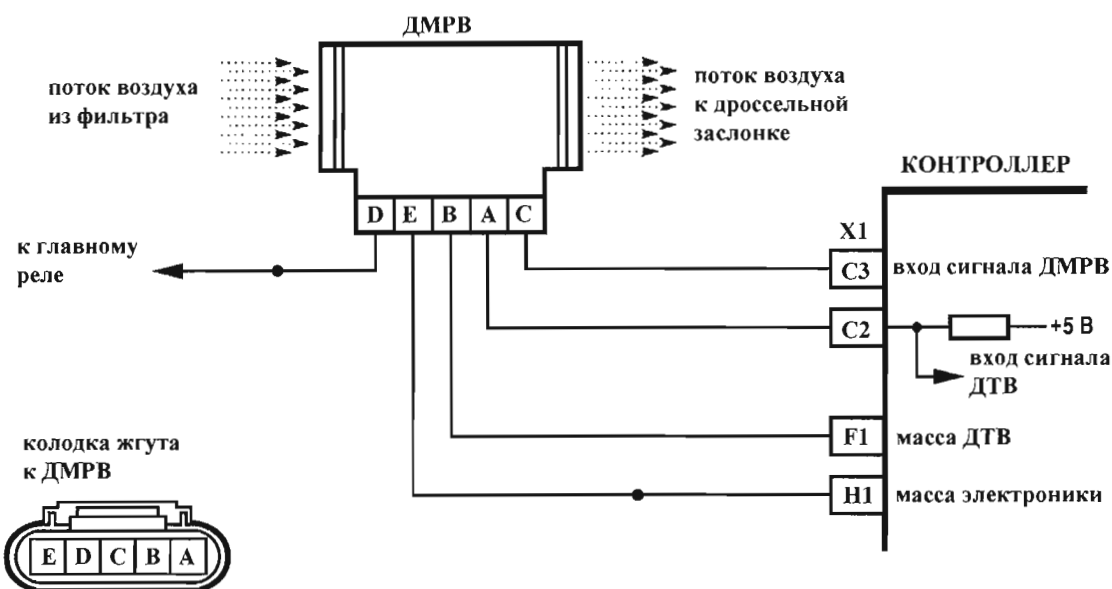 ДМРВ
поток воздуха
из фильтра
поток воздуха
к дроссельной
заслонке
КОНТРОЛЛЕР
D E B A C
к главному
реле
X1
C3 вход сигнала ДМРВ
C2 +5 В
вход сигнала
ДТВ
F1 масса ДТВ
H1 масса электроники
колодка жгута
к ДМРВ
E D C B A